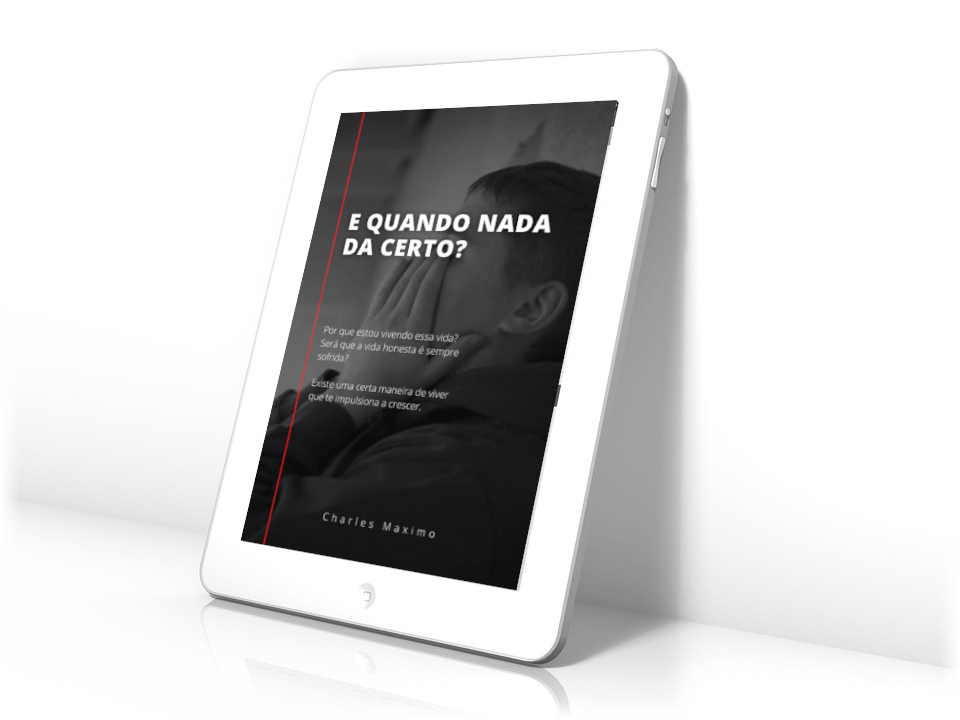 E QUANDO NADA
DA CERTO?
Por que estou vivendo essa vida?
Será que a vida honesta é sempre
sofrida?
Existe uma certa maneira de viver
que te impulsiona a crescer.
Charles Maximo